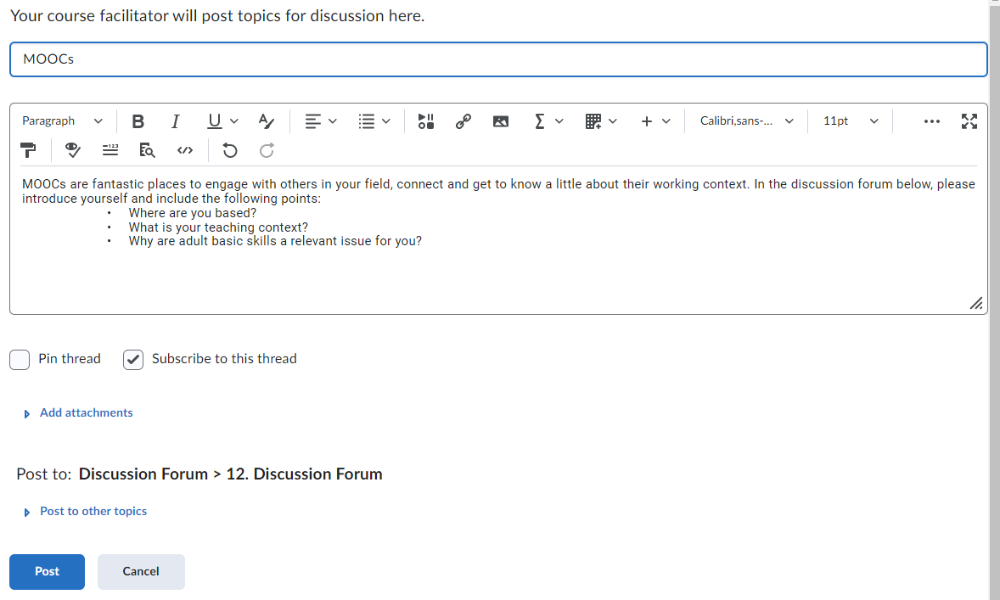 Your course facilitator will post topics for discussion here.
MOOCs
Paragraph B I U A Σ + Calibri,sans-... 11pt ...
123 </>
MOOCs are fantastic places to engage with others in your field, connect and get to know a little about their working context. In the discussion forum below, please
introduce yourself and include the following points:
• Where are you based?
• What is your teaching context?
• Why are adult basic skills a relevant issue for you?
Pin thread Subscribe to this thread
Add attachments
Post to: Discussion Forum > 12. Discussion Forum
Post to other topics
Post Cancel